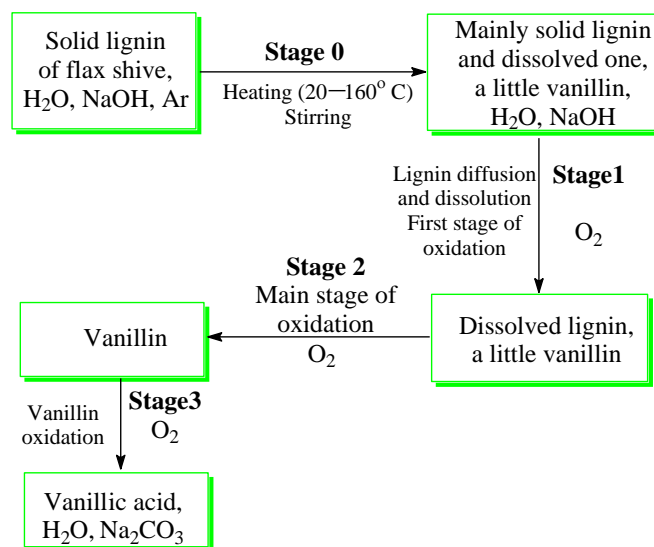 Solid lignin
of flax shive,
H₂O, NaOH, Ar
Stage 0
Heating (20−160° C)
Stirring
Mainly solid lignin
and dissolved one,
a little vanillin,
H₂O, NaOH
Lignin diffusion
and dissolution
First stage of
oxidation
Stage1
O₂
Dissolved lignin,
a little vanillin
Stage 2
Main stage of
oxidation
O₂
Vanillin
Vanillin
oxidation
Stage3
O₂
Vanillic acid,
H₂O, Na₂CO₃